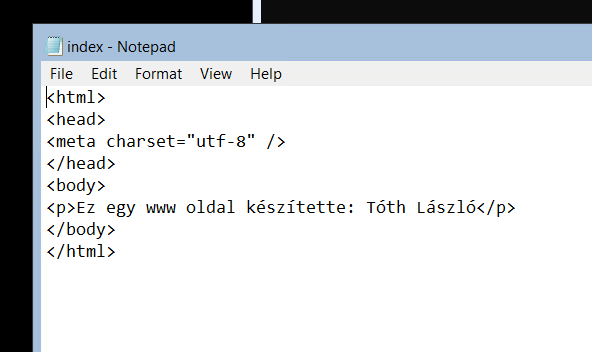 index - Notepad
File Edit Format View Help
<html>
<head>
<meta charset="utf-8" />
</head>
<body>
<p>Ez egy www oldal készítette: Tóth László</p>
</body>
</html>